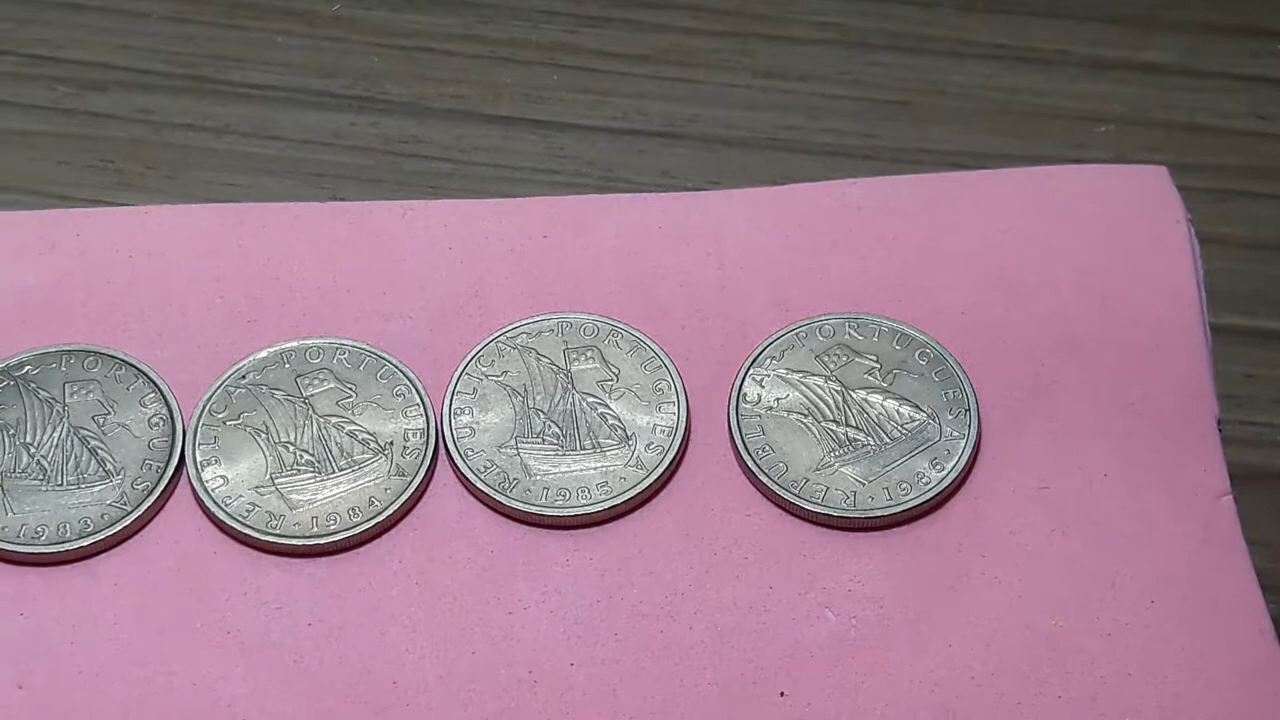 PORTUGUESA
· 1983 ·
REPUBLICA PORTUGUESA
· 1984 ·
REPUBLICA PORTUGUESA
· 1985 ·
REPUBLICA PORTUGUESA
· 1986 ·